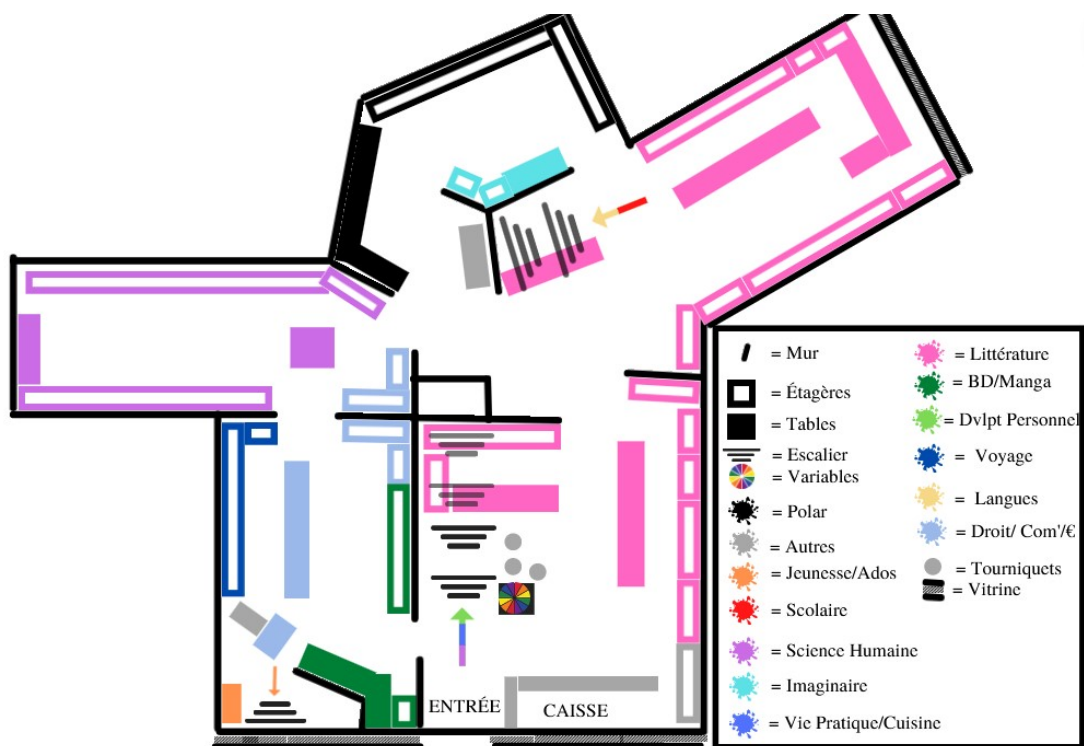 = Mur
= Étagères
= Tables
= Escalier
= Variables
= Polar
= Autres
= Jeunesse/Ados
= Scolaire
= Science Humaine
= Imaginaire
= Vie Pratique/Cuisine
= Littérature
= BD/Manga
= Dvlpt Personnel
= Voyage
= Langues
= Droit/ Com'/€
= Tourniquets
= Vitrine
ENTRÉE
CAISSE